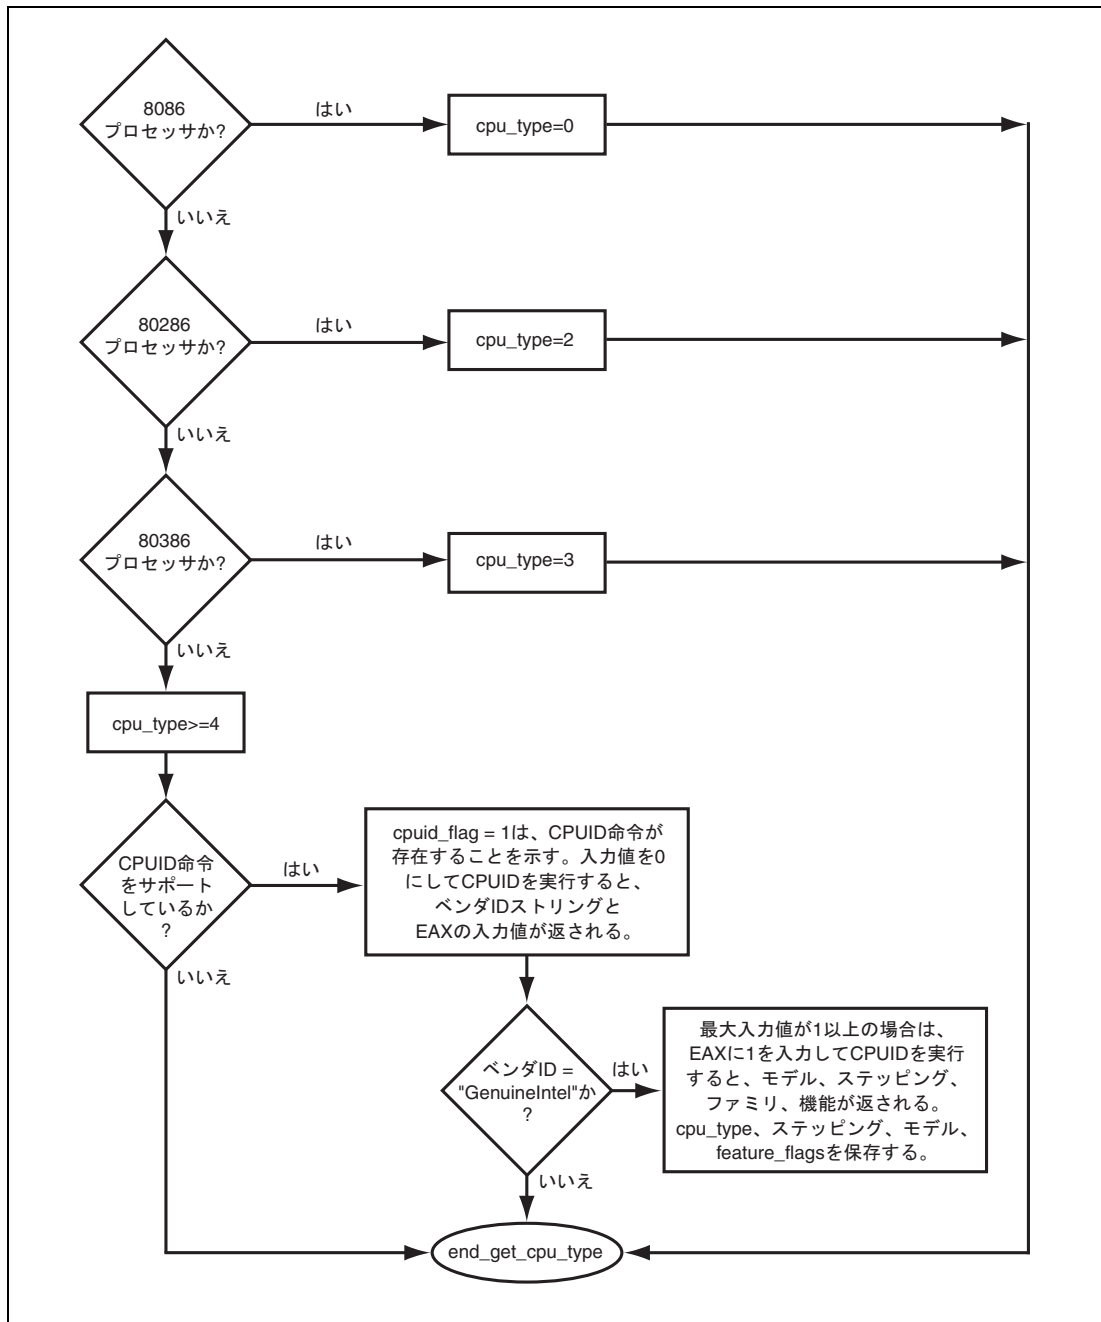 8086
プロセッサか?
はい
cpu_type=0
いいえ
80286
プロセッサか?
はい
cpu_type=2
いいえ
80386
プロセッサか?
はい
cpu_type=3
いいえ
cpu_type>=4
CPUID命令
をサポート
しているか
?
はい
cpuid_flag = 1は、CPUID命令が
存在することを示す。入力値を0
にしてCPUIDを実行すると、
ベンダIDストリングと
EAXの入力値が返される。
いいえ
ベンダID =
"GenuineIntel"か
?
はい
最大入力値が1以上の場合は、
EAXに1を入力してCPUIDを実行
すると、モデル、ステッピング、
ファミリ、機能が返される。
cpu_type、ステッピング、モデル、
feature_flagsを保存する。
いいえ
end_get_cpu_type